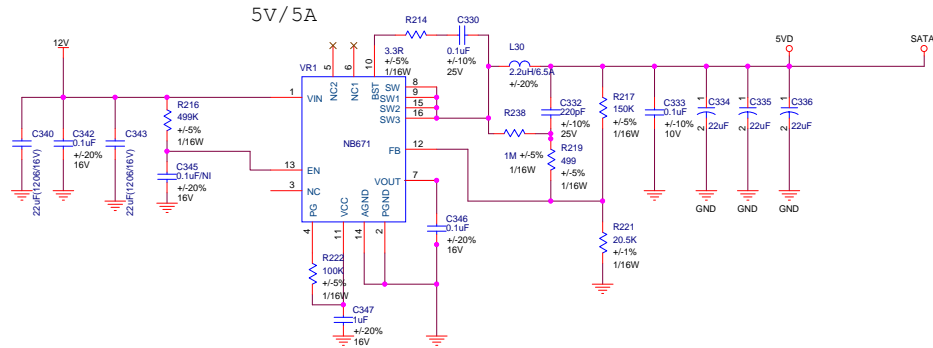 5V/5A
12V
R216
499K
+/-5%
1/16W
C340
22uF(1206/16V)
C342
0.1uF
+/-20%
16V
C343
22uF(1206/16V)
C345
0.1uF/NI
+/-20%
16V
VR1
NB671
1
VIN
13
EN
3
NC
5
NC2
6
NC1
10
BST
8
SW
9
SW1
15
SW2
16
SW3
12
FB
7
VOUT
4
PG
11
VCC
14
AGND
2
PGND
R222
100K
+/-5%
1/16W
C347
1uF
+/-20%
16V
R214
3.3R
+/-5%
1/16W
C330
0.1uF
+/-10%
25V
L30
2.2uH/6.5A
+/-20%
R238
1M +/-5%
1/16W
C332
220pF
+/-10%
25V
R219
499
+/-5%
1/16W
C346
0.1uF
+/-20%
16V
R217
150K
+/-5%
1/16W
R221
20.5K
+/-1%
1/16W
C333
0.1uF
+/-10%
10V
C334
1
2
22uF
GND
C335
1
2
22uF
GND
C336
1
2
22uF
GND
5VD
SATA